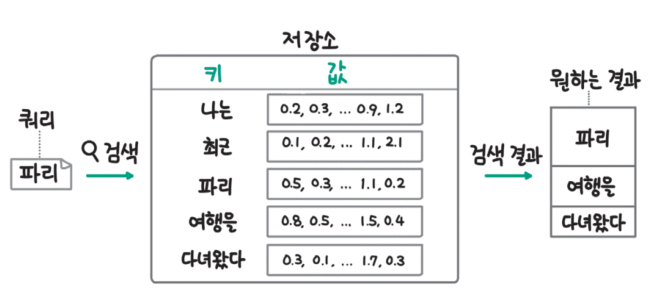 저장소
키 값
나는 0.2, 0.3, ... 0.9, 1.2
최근 0.1, 0.2, ... 1.1, 2.1
파리 0.5, 0.3, ... 1.1, 0.2
여행을 0.8, 0.5, ... 1.5, 0.4
다녀왔다 0.3, 0.1, ... 1.7, 0.3
쿼리
파리
검색
검색 결과
원하는 결과
파리
여행을
다녀왔다